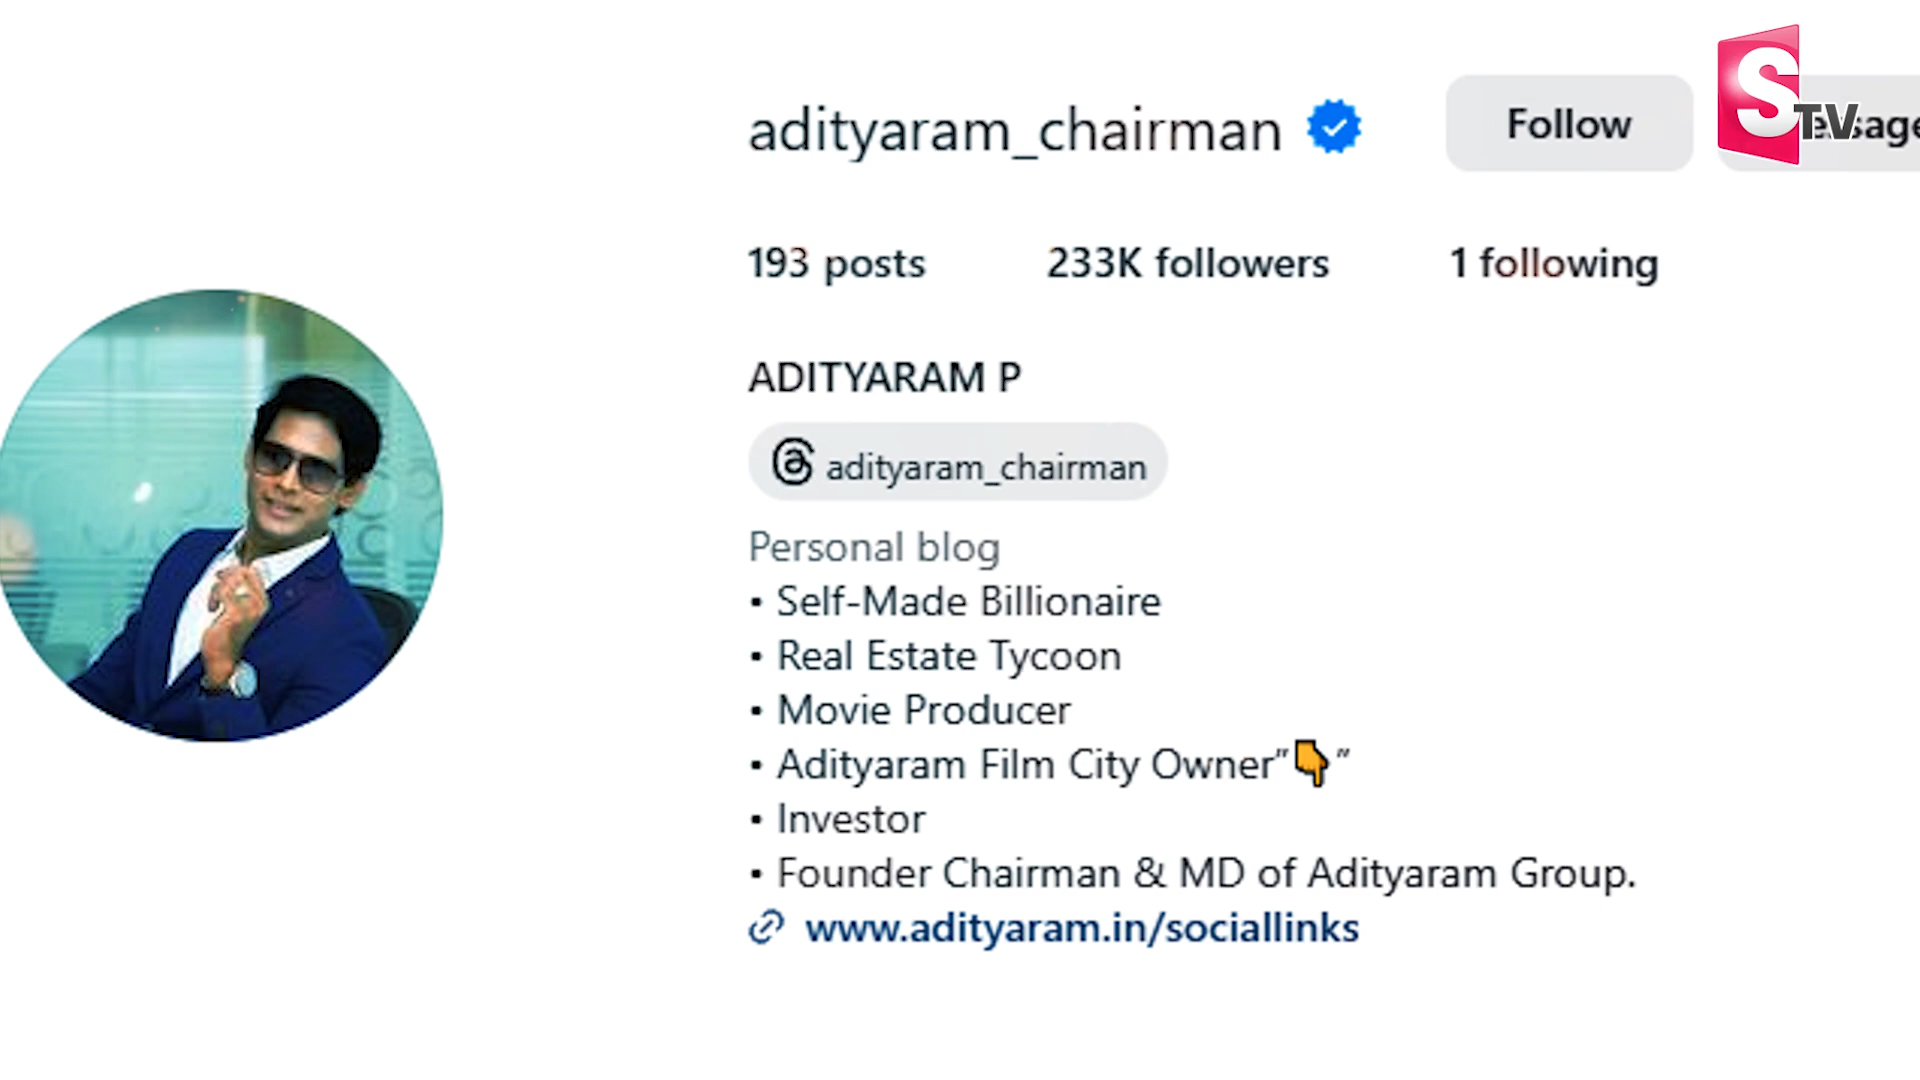 adityaram_chairman
Follow
STV
193 posts
233K followers
1 following
ADITYARAM P
adityaram_chairman
Personal blog
• Self-Made Billionaire
• Real Estate Tycoon
• Movie Producer
• Adityaram Film City Owner"👇"
• Investor
• Founder Chairman & MD of Adityaram Group.
www.adityaram.in/sociallinks